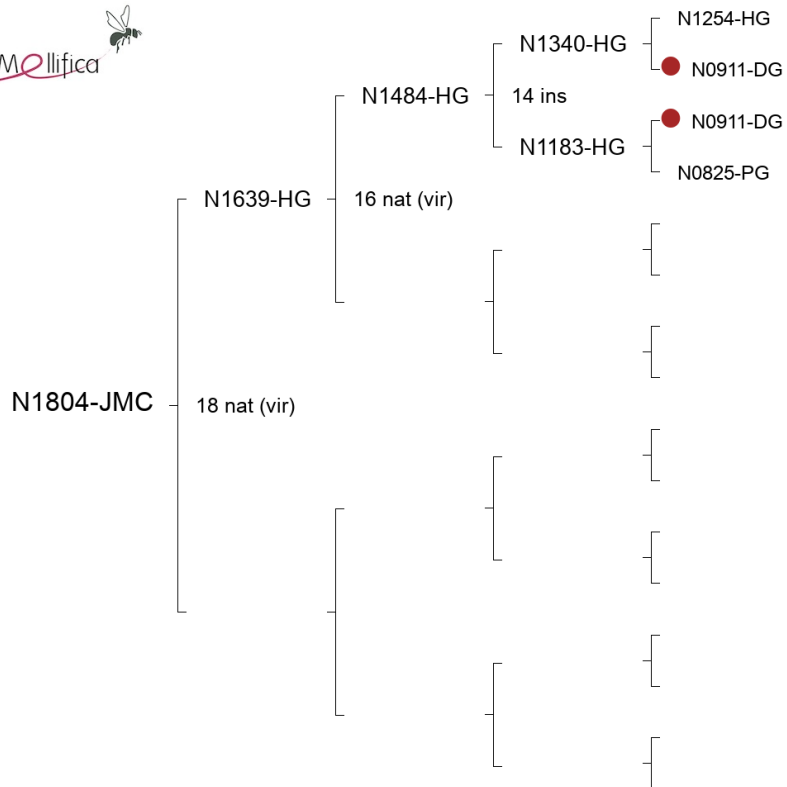 Mellifica
N1254-HG
N1340-HG
N0911-DG
N1484-HG
14 ins
N0911-DG
N1183-HG
N0825-PG
N1639-HG
16 nat (vir)
N1804-JMC
18 nat (vir)